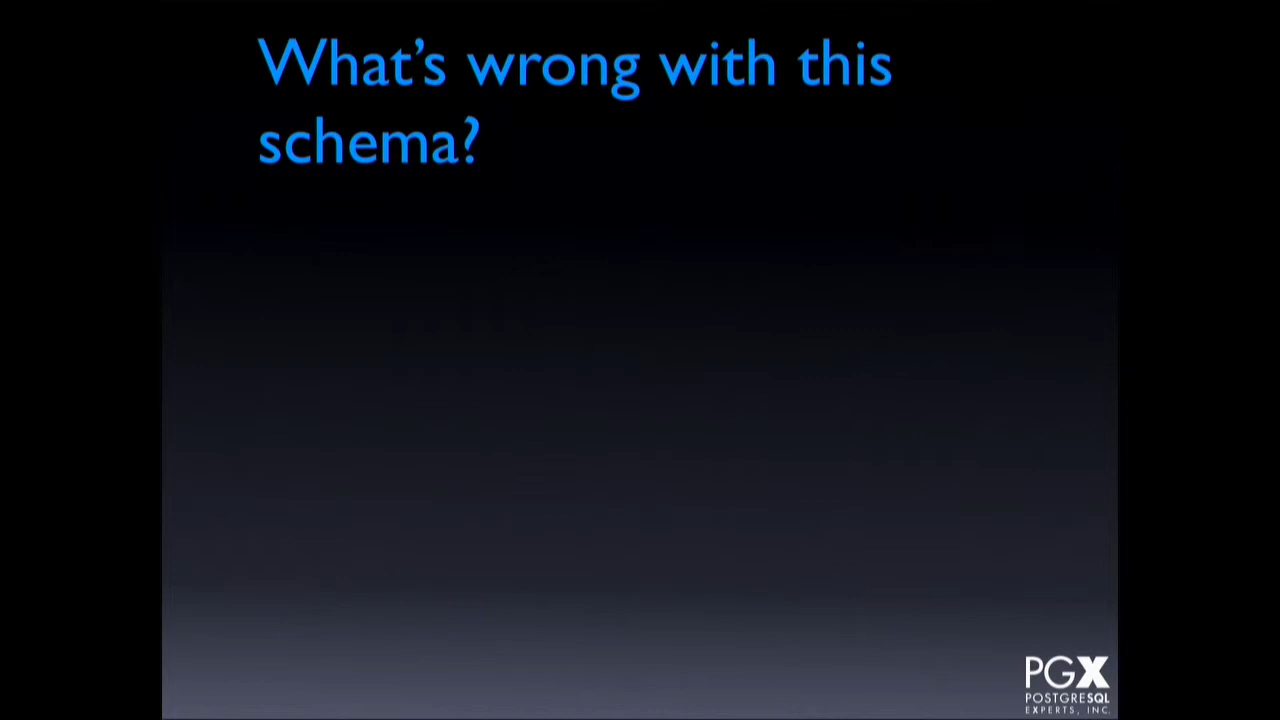 What's wrong with this
schema?
PGX
POSTGRESQL
EXPERTS, INC.